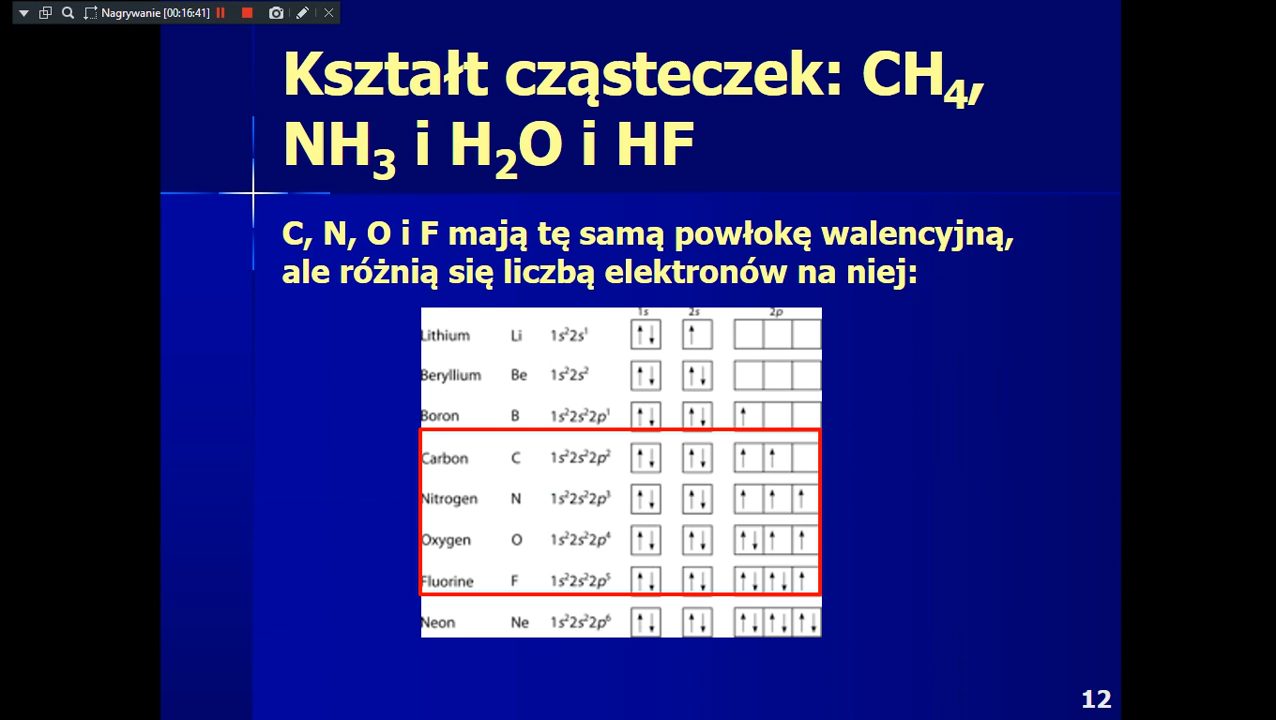 Nagrywanie [00:16:41]
Kształt cząsteczek: CH₄,
NH₃ i H₂O i HF
C, N, O i F mają tę samą powłokę walencyjną,
ale różnią się liczbą elektronów na niej:
1s 2s 2p
Lithium Li 1s²2s¹ ↑↓ ↑
Beryllium Be 1s²2s² ↑↓ ↑↓
Boron B 1s²2s²2p¹ ↑↓ ↑↓ ↑
Carbon C 1s²2s²2p² ↑↓ ↑↓ ↑ ↑
Nitrogen N 1s²2s²2p³ ↑↓ ↑↓ ↑ ↑ ↑
Oxygen O 1s²2s²2p⁴ ↑↓ ↑↓ ↑↓ ↑ ↑
Fluorine F 1s²2s²2p⁵ ↑↓ ↑↓ ↑↓ ↑↓ ↑
Neon Ne 1s²2s²2p⁶ ↑↓ ↑↓ ↑↓ ↑↓ ↑↓
12